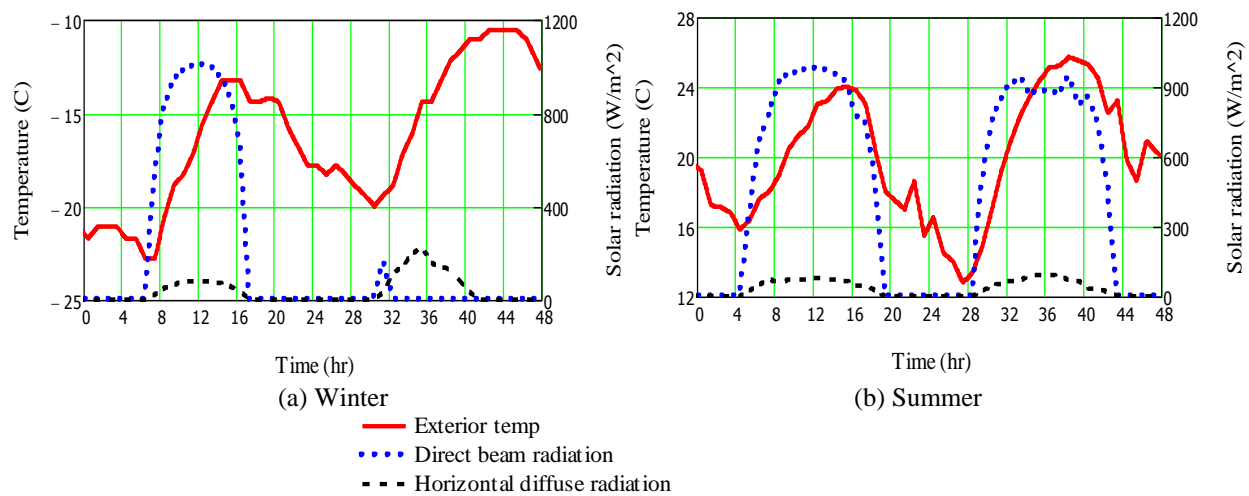 − 10
− 15
− 20
− 25
1200
800
400
0
0 4 8 12 16 20 24 28 32 36 40 44 48
Temperature (C)
Solar radiation (W/m^2)
Time (hr)
(a) Winter
28
24
20
16
12
1200
900
600
300
0
0 4 8 12 16 20 24 28 32 36 40 44 48
Temperature (C)
Solar radiation (W/m^2)
Time (hr)
(b) Summer
Exterior temp
Direct beam radiation
Horizontal diffuse radiation